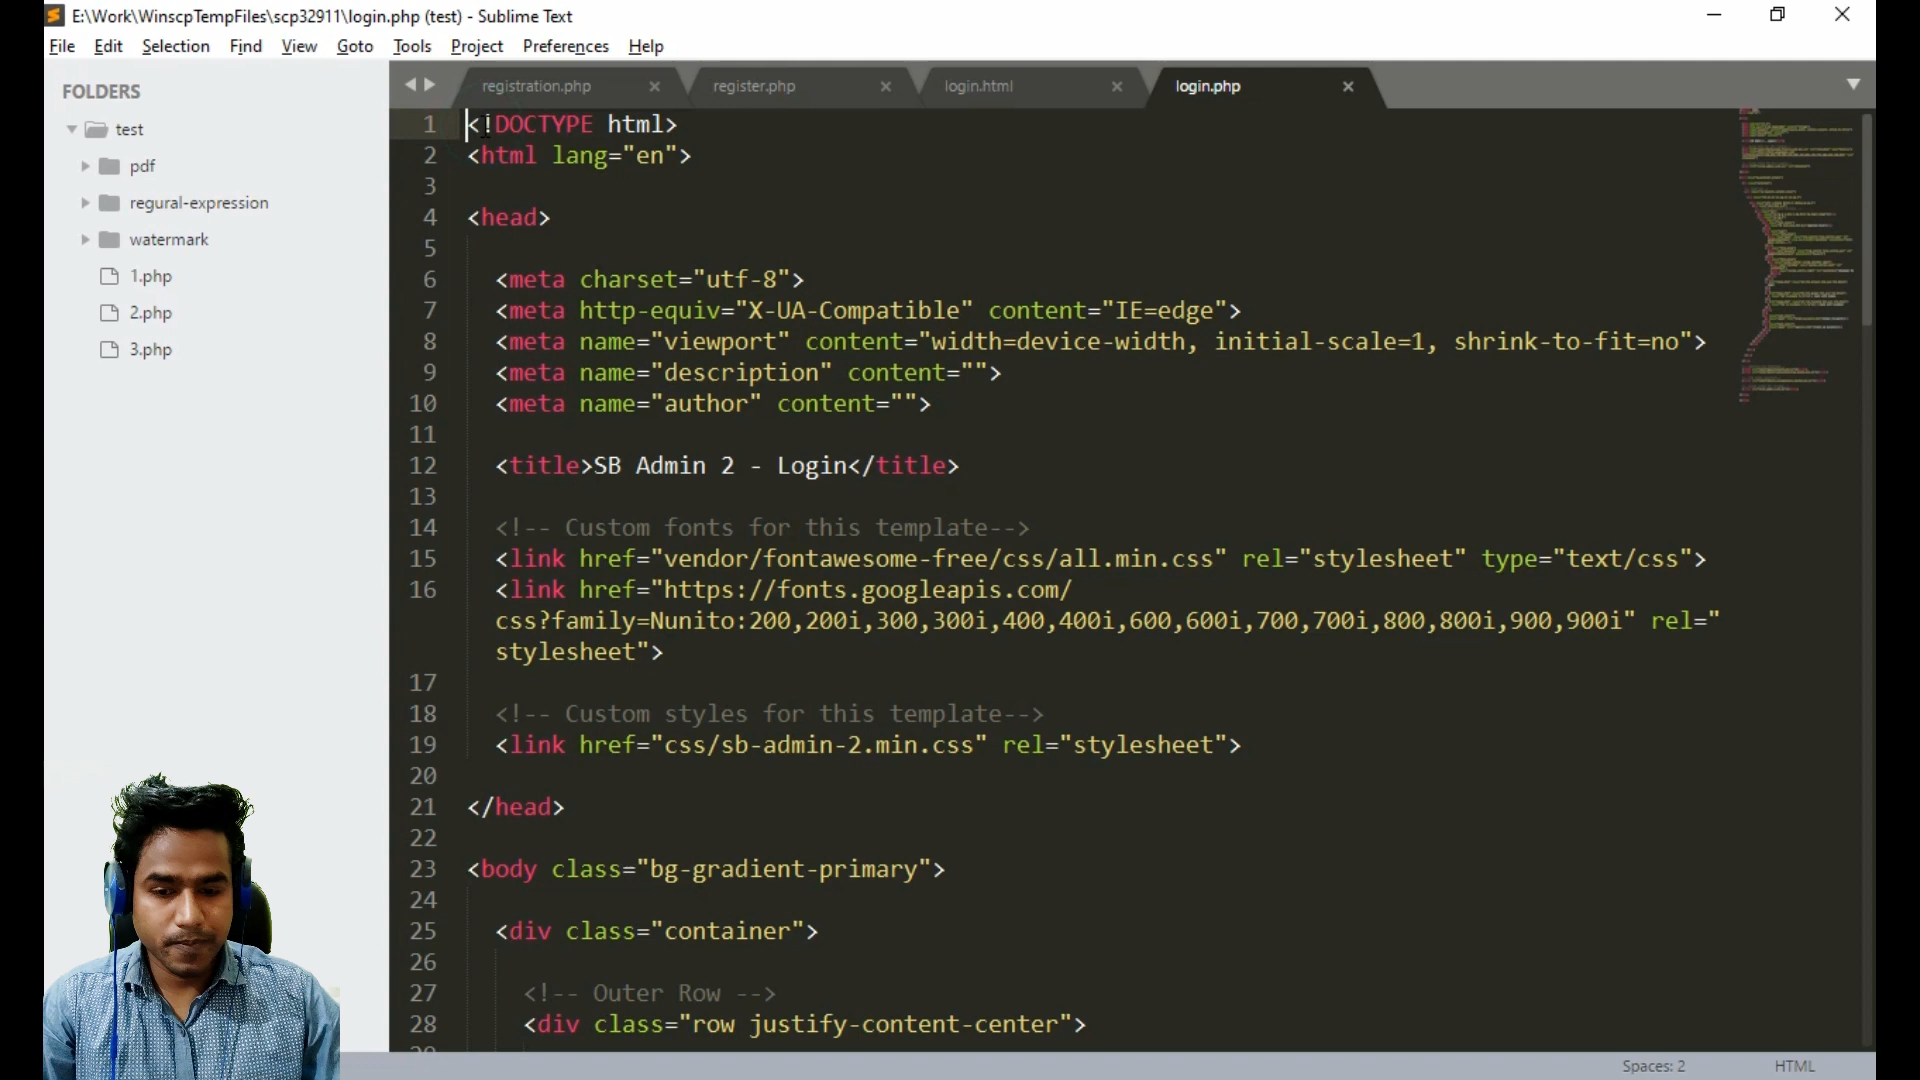 E:\Work\WinscpTempFiles\scp32911\login.php (test) - Sublime Text
File Edit Selection Find View Goto Tools Project Preferences Help
FOLDERS
test
pdf
regural-expression
watermark
1.php
2.php
3.php
registration.php register.php login.html login.php
1 <!DOCTYPE html>
2 <html lang="en">
3
4 <head>
5
6 <meta charset="utf-8">
7 <meta http-equiv="X-UA-Compatible" content="IE=edge">
8 <meta name="viewport" content="width=device-width, initial-scale=1, shrink-to-fit=no">
9 <meta name="description" content="">
10 <meta name="author" content="">
11
12 <title>SB Admin 2 - Login</title>
13
14 <!-- Custom fonts for this template-->
15 <link href="vendor/fontawesome-free/css/all.min.css" rel="stylesheet" type="text/css">
16 <link href="https://fonts.googleapis.com/
css?family=Nunito:200,200i,300,300i,400,400i,600,600i,700,700i,800,800i,900,900i" rel="
stylesheet">
17
18 <!-- Custom styles for this template-->
19 <link href="css/sb-admin-2.min.css" rel="stylesheet">
20
21 </head>
22
23 <body class="bg-gradient-primary">
24
25 <div class="container">
26
27 <!-- Outer Row -->
28 <div class="row justify-content-center">
Spaces: 2 HTML